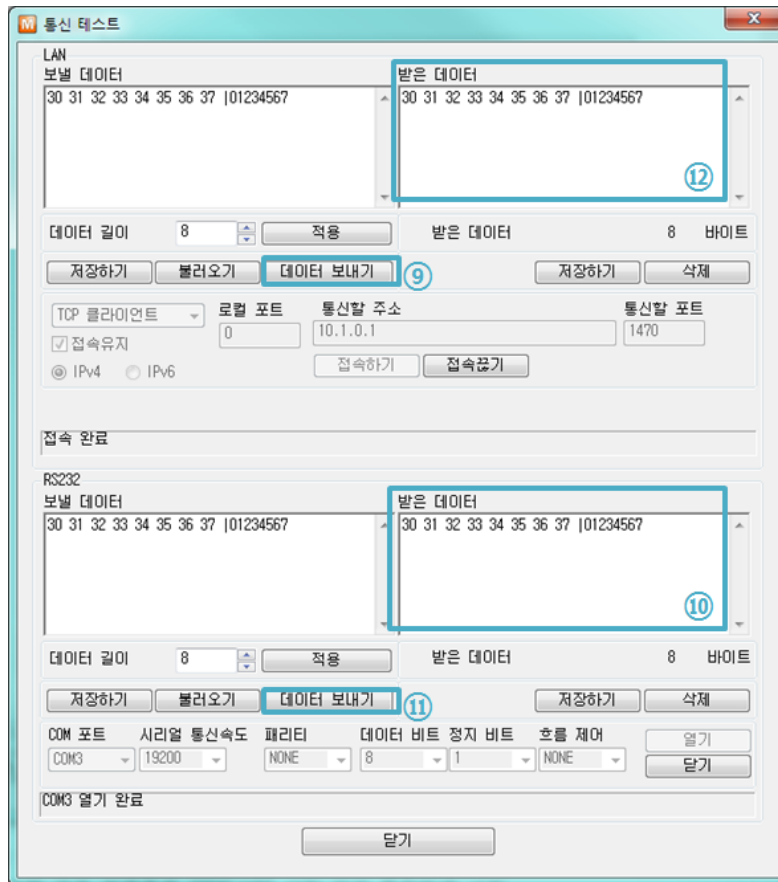 통신 테스트
LAN
보낼 데이터 받은 데이터
30 31 32 33 34 35 36 37 |01234567 30 31 32 33 34 35 36 37 |01234567
⑫
데이터 길이 8 적용 받은 데이터 8 바이트
저장하기 불러오기 데이터 보내기 ⑨ 저장하기 삭제
TCP 클라이언트 로컬 포트 통신할 주소 통신할 포트
0 10.1.0.1 1470
접속유지
접속하기 접속끊기
IPv4 IPv6
접속 완료
RS232
보낼 데이터 받은 데이터
30 31 32 33 34 35 36 37 |01234567 30 31 32 33 34 35 36 37 |01234567
⑩
데이터 길이 8 적용 받은 데이터 8 바이트
저장하기 불러오기 데이터 보내기 ⑪ 저장하기 삭제
COM 포트 시리얼 통신속도 패리티 데이터 비트 정지 비트 흐름 제어 열기
COM3 19200 NONE 8 1 NONE 닫기
COM3 열기 완료
닫기